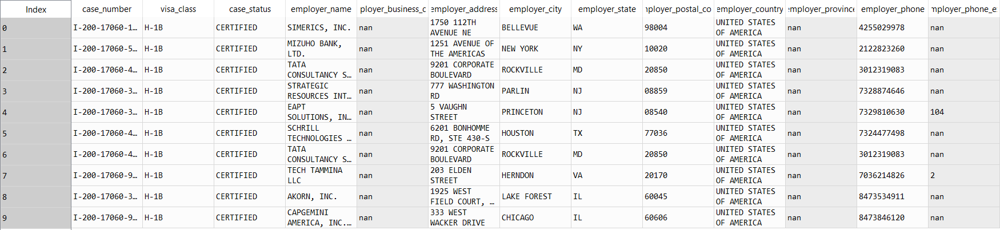 Index case_number visa_class case_status employer_name ployer_business_c employer_address employer_city employer_state nployer_postal_co employer_country employer_province employer_phone mployer_phone_e
0 I-200-17060-1… H-1B CERTIFIED SIMERICS, INC. nan 1750 112TH AVENUE NE BELLEVUE WA 98004 UNITED STATES OF AMERICA nan 4255029978 nan
1 I-200-17060-5… H-1B CERTIFIED MIZUHO BANK, LTD. nan 1251 AVENUE OF THE AMERICAS NEW YORK NY 10020 UNITED STATES OF AMERICA nan 2122823260 nan
2 I-200-17060-4… H-1B CERTIFIED TATA CONSULTANCY S… nan 9201 CORPORATE BOULEVARD ROCKVILLE MD 20850 UNITED STATES OF AMERICA nan 3012319083 nan
3 I-200-17060-3… H-1B CERTIFIED STRATEGIC RESOURCES INT… nan 777 WASHINGTON RD PARLIN NJ 08859 UNITED STATES OF AMERICA nan 7328874646 nan
4 I-200-17060-3… H-1B CERTIFIED EAPT SOLUTIONS, IN… nan 5 VAUGHN STREET PRINCETON NJ 08540 UNITED STATES OF AMERICA nan 7329810630 104
5 I-200-17060-4… H-1B CERTIFIED SCHRILL TECHNOLOGIES … nan 6201 BONHOMME RD, STE 430-S HOUSTON TX 77036 UNITED STATES OF AMERICA nan 7324477498 nan
6 I-200-17060-4… H-1B CERTIFIED TATA CONSULTANCY S… nan 9201 CORPORATE BOULEVARD ROCKVILLE MD 20850 UNITED STATES OF AMERICA nan 3012319083 nan
7 I-200-17060-9… H-1B CERTIFIED TECH TAMMINA LLC nan 203 ELDEN STREET HERNDON VA 20170 UNITED STATES OF AMERICA nan 7036214826 2
8 I-200-17060-3… H-1B CERTIFIED AKORN, INC. nan 1925 WEST FIELD COURT, … LAKE FOREST IL 60045 UNITED STATES OF AMERICA nan 8473534911 nan
9 I-200-17060-9… H-1B CERTIFIED CAPGEMINI AMERICA, INC.… nan 333 WEST WACKER DRIVE CHICAGO IL 60606 UNITED STATES OF AMERICA nan 8473846120 nan